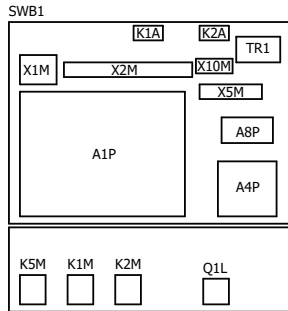 SWB1
K1A K2A
TR1
X1M X2M X10M
X5M
A8P
A1P A4P
K5M K1M K2M Q1L